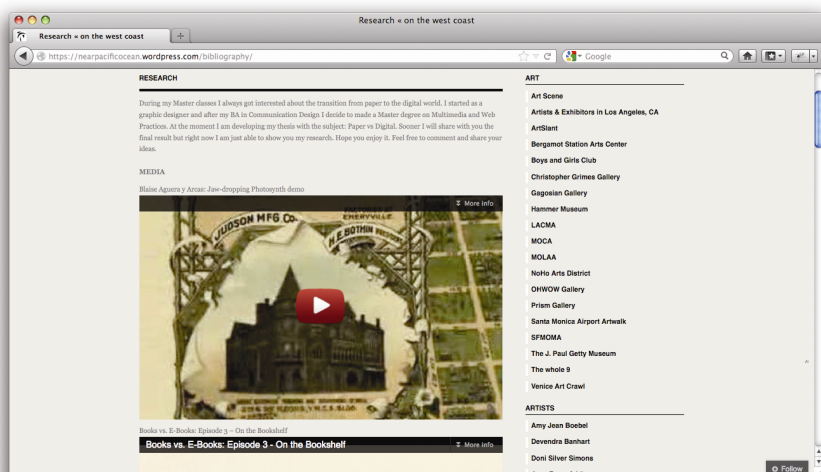 Research « on the west coast
Research « on the west coast
https://nearpacificocean.wordpress.com/bibliography/
Google
RESEARCH
During my Master classes I always got interested about the transition from paper to the digital world. I started as a
graphic designer and after my BA in Communication Design I decide to made a Master degree on Multimedia and Web
Practices. At the moment I am developing my thesis with the subject: Paper vs Digital. Sooner I will share with you the
final result but right now I am just able to show you my research. Hope you enjoy it. Feel free to comment and share your
ideas.
MEDIA
Blaise Aguera y Arcas: Jaw-dropping Photosynth demo
More Info
FACTORIES AT
EMERYVILLE
JUDSON MFG CO.
H.E. BOTHIN PRESIDENT
Books vs. E-Books: Episode 3 – On the Bookshelf
Books vs. E-Books: Episode 3 - On the Bookshelf
More Info
ART
Art Scene
Artists & Exhibitors in Los Angeles, CA
ArtSlant
Bergamot Station Arts Center
Boys and Girls Club
Christopher Grimes Gallery
Gagosian Gallery
Hammer Museum
LACMA
MOCA
MOLAA
NoHo Arts District
OHWOW Gallery
Prism Gallery
Santa Monica Airport Artwalk
SFMOMA
The J. Paul Getty Museum
The whole 9
Venice Art Crawl
ARTISTS
Amy Jean Boebel
Devendra Banhart
Doni Silver Simons
Follow